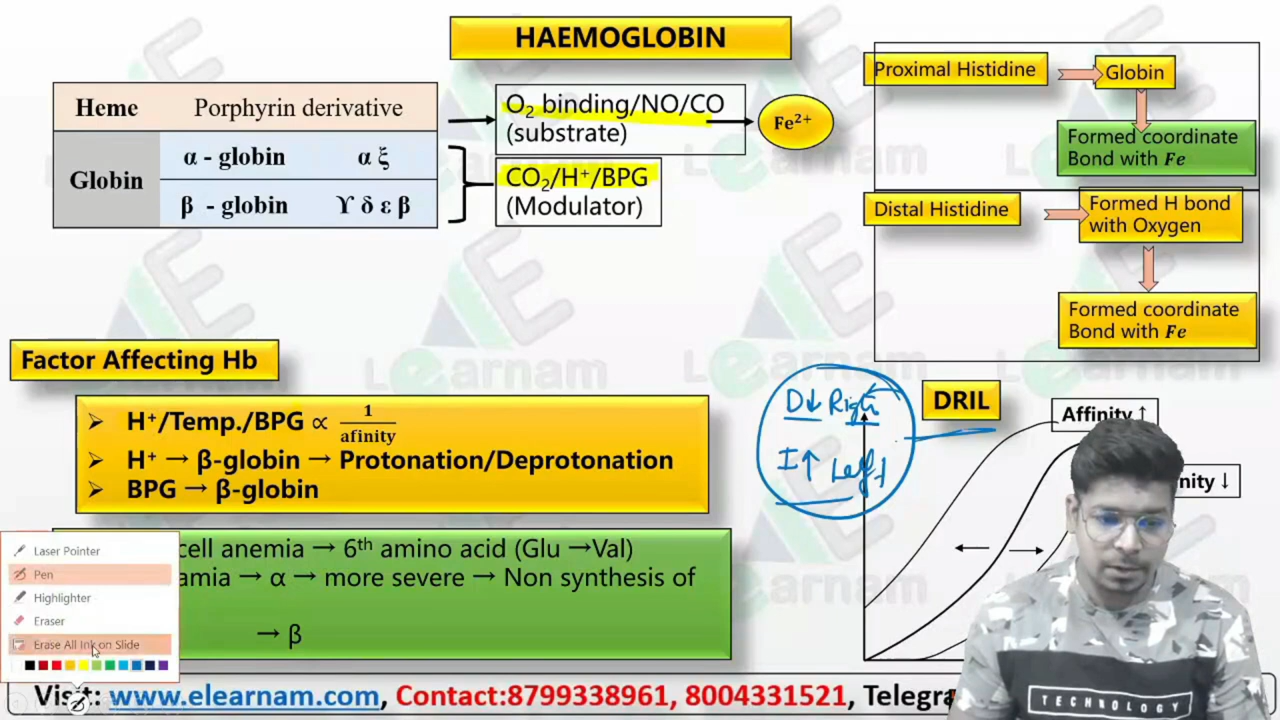 HAEMOGLOBIN
Heme Porphyrin derivative
Globin
α - globin α ξ
β - globin ϒ δ ε β
O₂ binding/NO/CO
(substrate)
Fe²⁺
CO₂/H⁺/BPG
(Modulator)
Proximal Histidine
Globin
Formed coordinate
Bond with Fe
Distal Histidine
Formed H bond
with Oxygen
Formed coordinate
Bond with Fe
Factor Affecting Hb
➢ H⁺/Temp./BPG ∝ 1/afinity
➢ H⁺ → β-globin → Protonation/Deprotonation
➢ BPG → β-globin
cell anemia → 6th amino acid (Glu →Val)
amia → α → more severe → Non synthesis of
→ β
D↓ Right
I↑ Left
DRIL
Affinity ↑
nity ↓
Laser Pointer
Pen
Highlighter
Eraser
Erase All Ink on Slide
Visit: www.elearnam.com, Contact:8799338961, 8004331521, Telegra
TECHNOLOGY
Learnam
Learnam
Learnam